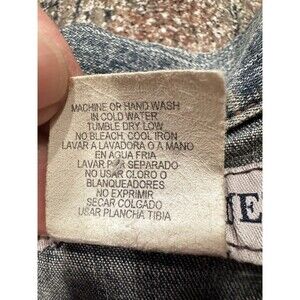 MACHINE OR HAND WASH
IN COLD WATER
TUMBLE DRY LOW
NO BLEACH, COOL IRON
LAVAR A LAVADORA O A MANO
EN AGUA FRIA
LAVAR POR SEPARADO
NO USAR CLORO O
BLANQUEADORES
NO EXPRIMIR
SECAR COLGADO
USAR PLANCHA TIBIA